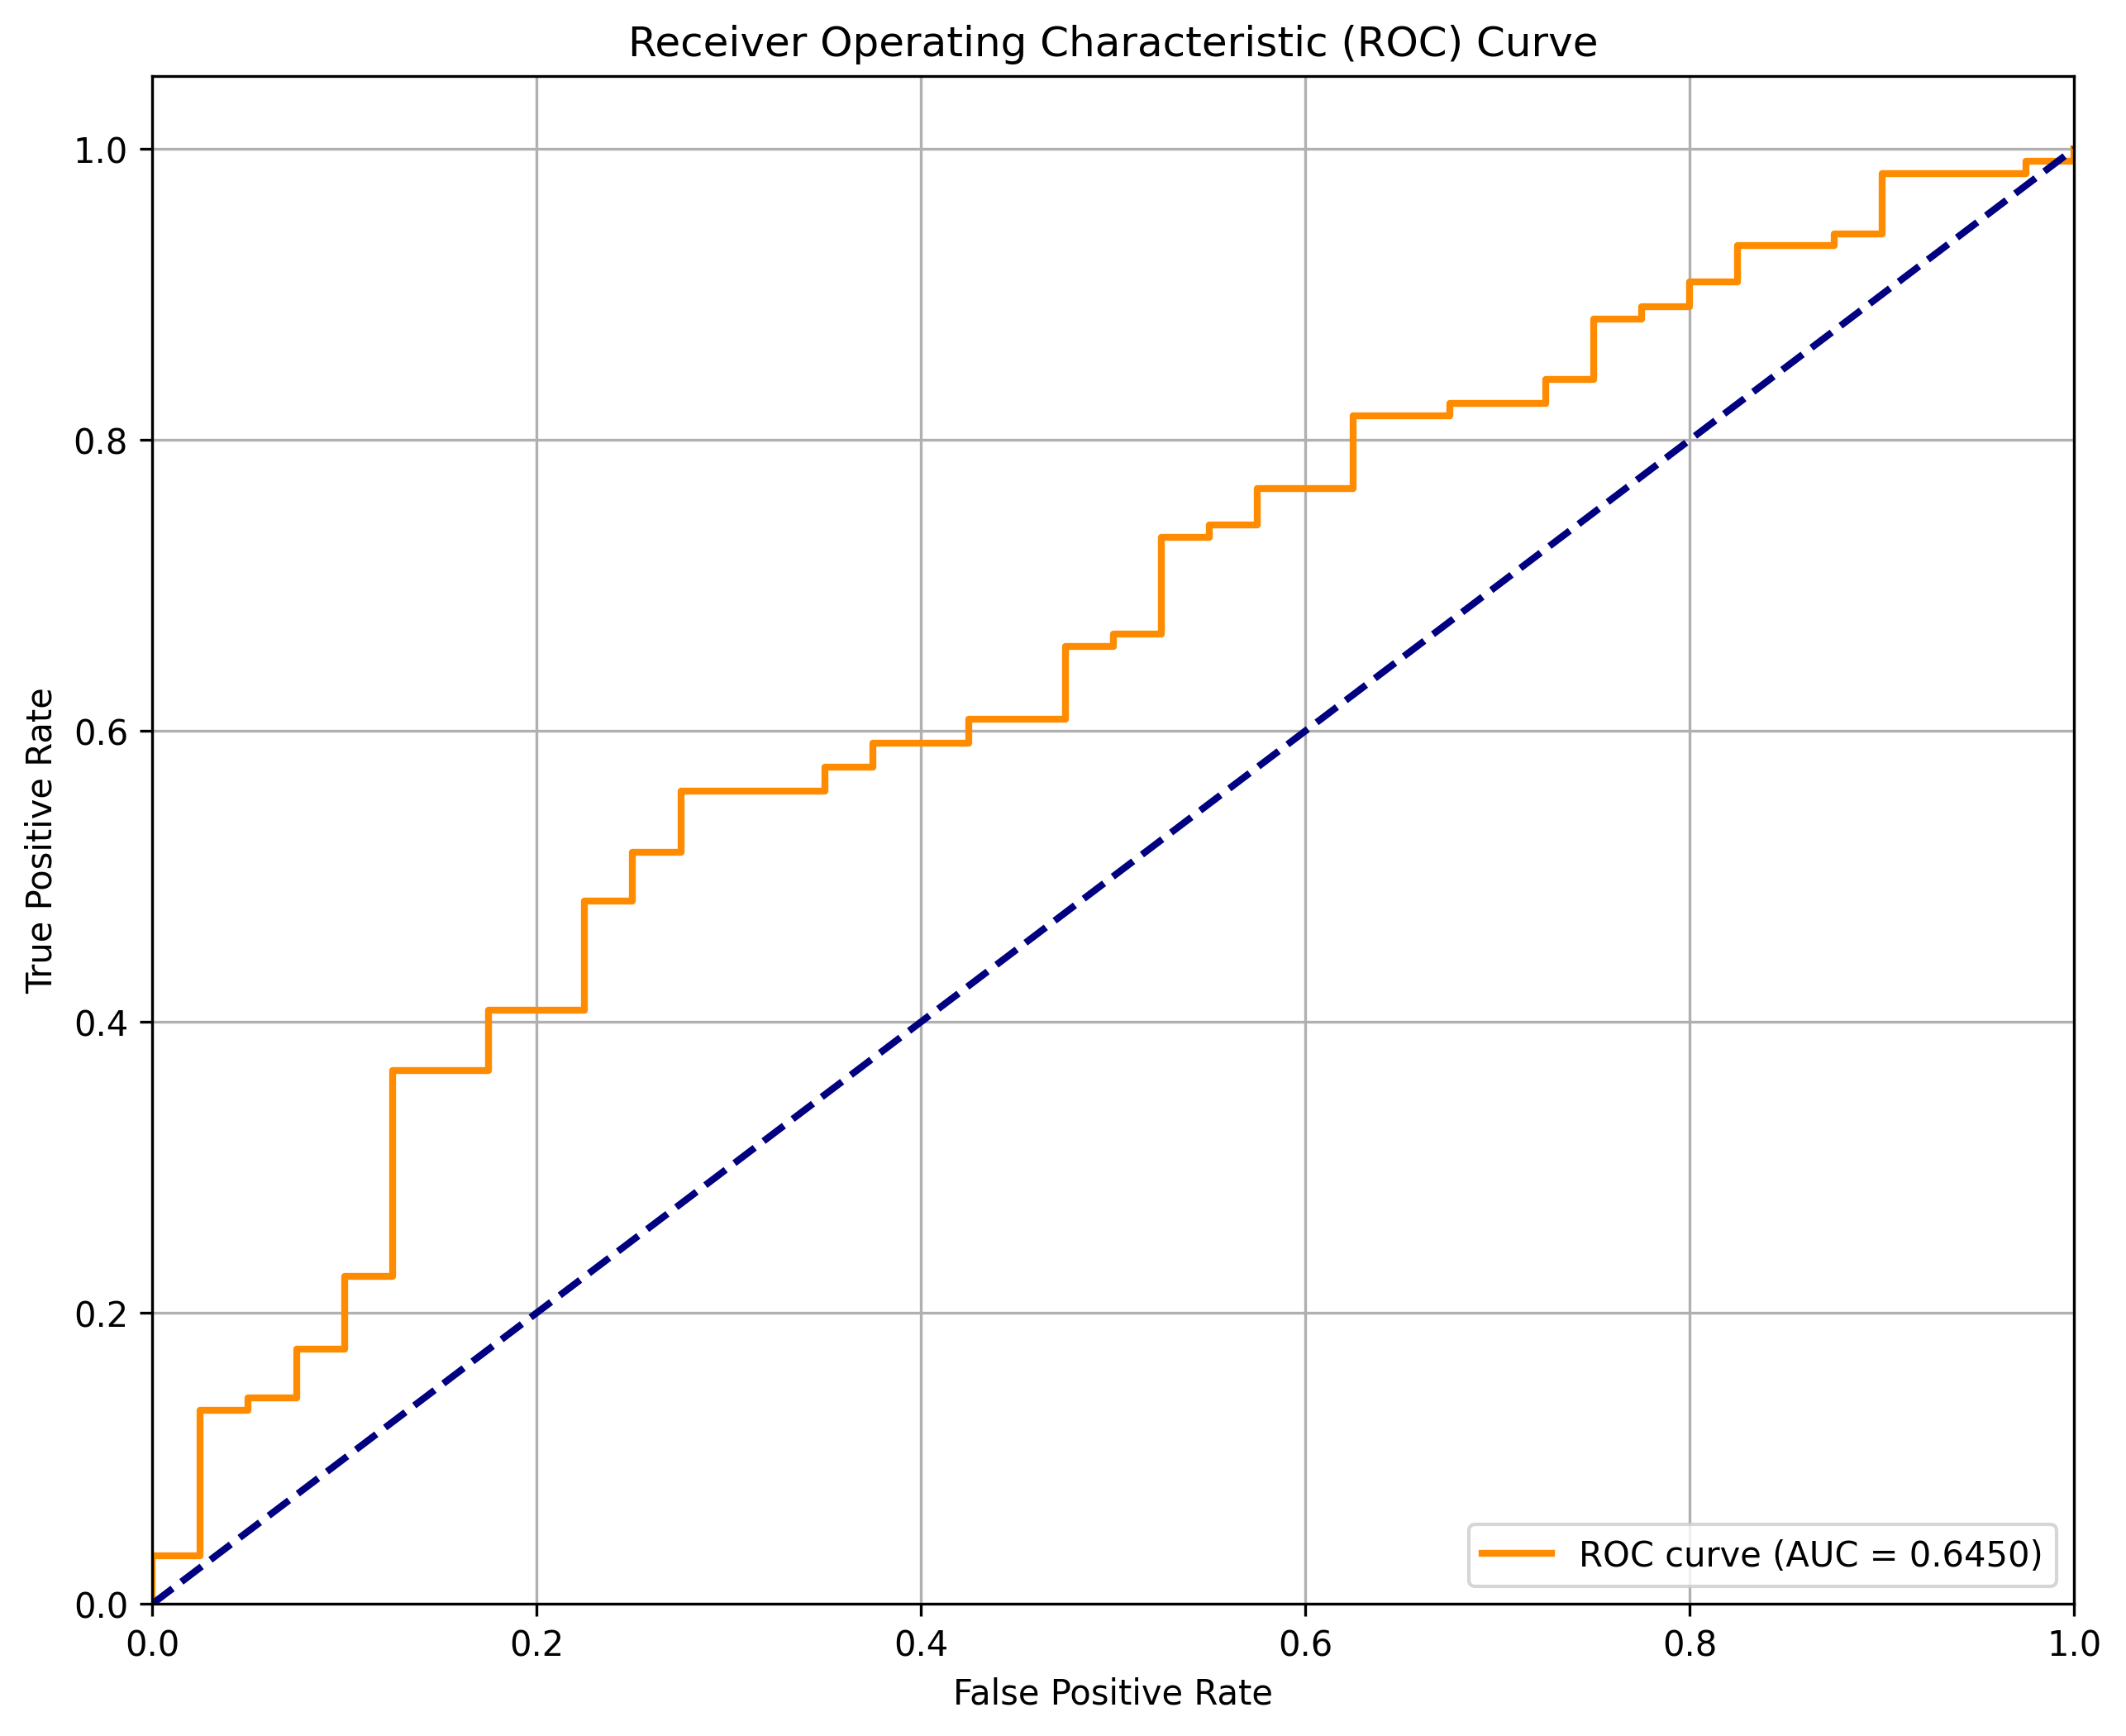 Receiver Operating Characteristic (ROC) Curve
1.0
0.8
0.6
0.4
0.2
0.0
True Positive Rate
ROC curve (AUC = 0.6450)
0.0 0.2 0.4 0.6 0.8 1.0
False Positive Rate